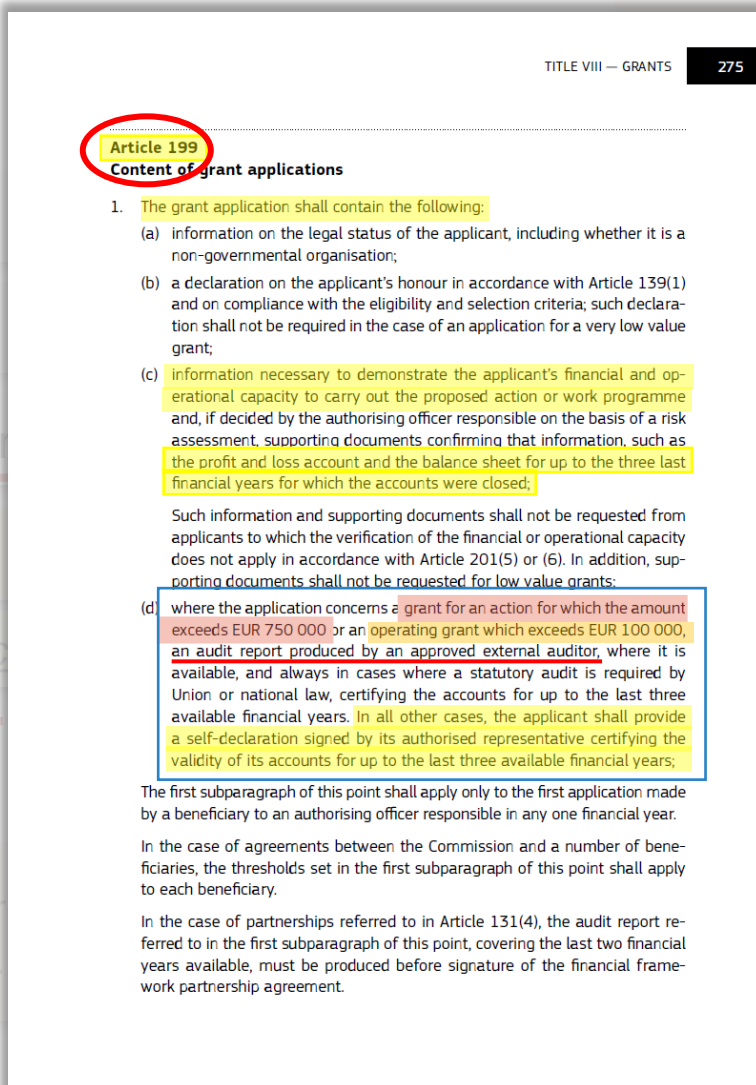 TITLE VIII — GRANTS 275
Article 199
Content of grant applications
1. The grant application shall contain the following:
(a) information on the legal status of the applicant, including whether it is a
non-governmental organisation;
(b) a declaration on the applicant's honour in accordance with Article 139(1)
and on compliance with the eligibility and selection criteria; such declara-
tion shall not be required in the case of an application for a very low value
grant;
(c) information necessary to demonstrate the applicant's financial and op-
erational capacity to carry out the proposed action or work programme
and, if decided by the authorising officer responsible on the basis of a risk
assessment, supporting documents confirming that information, such as
the profit and loss account and the balance sheet for up to the three last
financial years for which the accounts were closed;
Such information and supporting documents shall not be requested from
applicants to which the verification of the financial or operational capacity
does not apply in accordance with Article 201(5) or (6). In addition, sup-
porting documents shall not be requested for low value grants;
(d) where the application concerns a grant for an action for which the amount
exceeds EUR 750 000 or an operating grant which exceeds EUR 100 000,
an audit report produced by an approved external auditor, where it is
available, and always in cases where a statutory audit is required by
Union or national law, certifying the accounts for up to the last three
available financial years. In all other cases, the applicant shall provide
a self-declaration signed by its authorised representative certifying the
validity of its accounts for up to the last three available financial years;
The first subparagraph of this point shall apply only to the first application made
by a beneficiary to an authorising officer responsible in any one financial year.
In the case of agreements between the Commission and a number of bene-
ficiaries, the thresholds set in the first subparagraph of this point shall apply
to each beneficiary.
In the case of partnerships referred to in Article 131(4), the audit report re-
ferred to in the first subparagraph of this point, covering the last two financial
years available, must be produced before signature of the financial frame-
work partnership agreement.